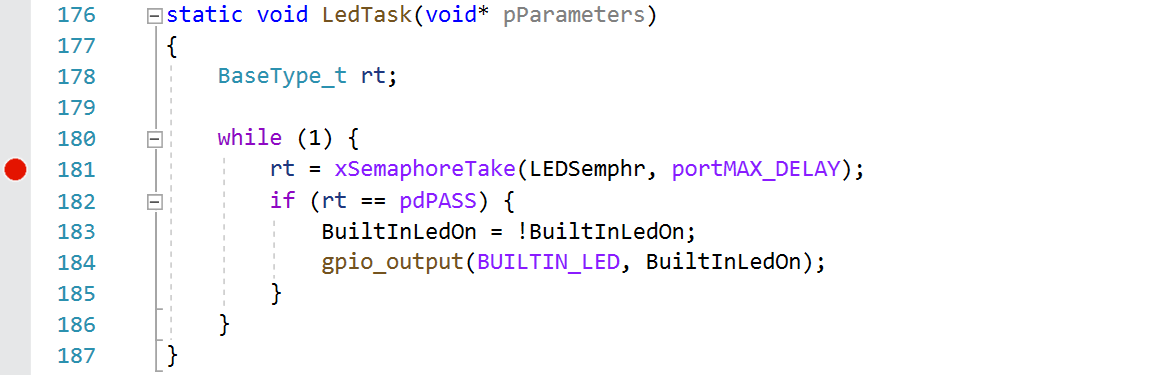 176 static void LedTask(void* pParameters)
177 {
178     BaseType_t rt;
179
180     while (1) {
181         rt = xSemaphoreTake(LEDSemphr, portMAX_DELAY);
182         if (rt == pdPASS) {
183             BuiltInLedOn = !BuiltInLedOn;
184             gpio_output(BUILTIN_LED, BuiltInLedOn);
185         }
186     }
187 }